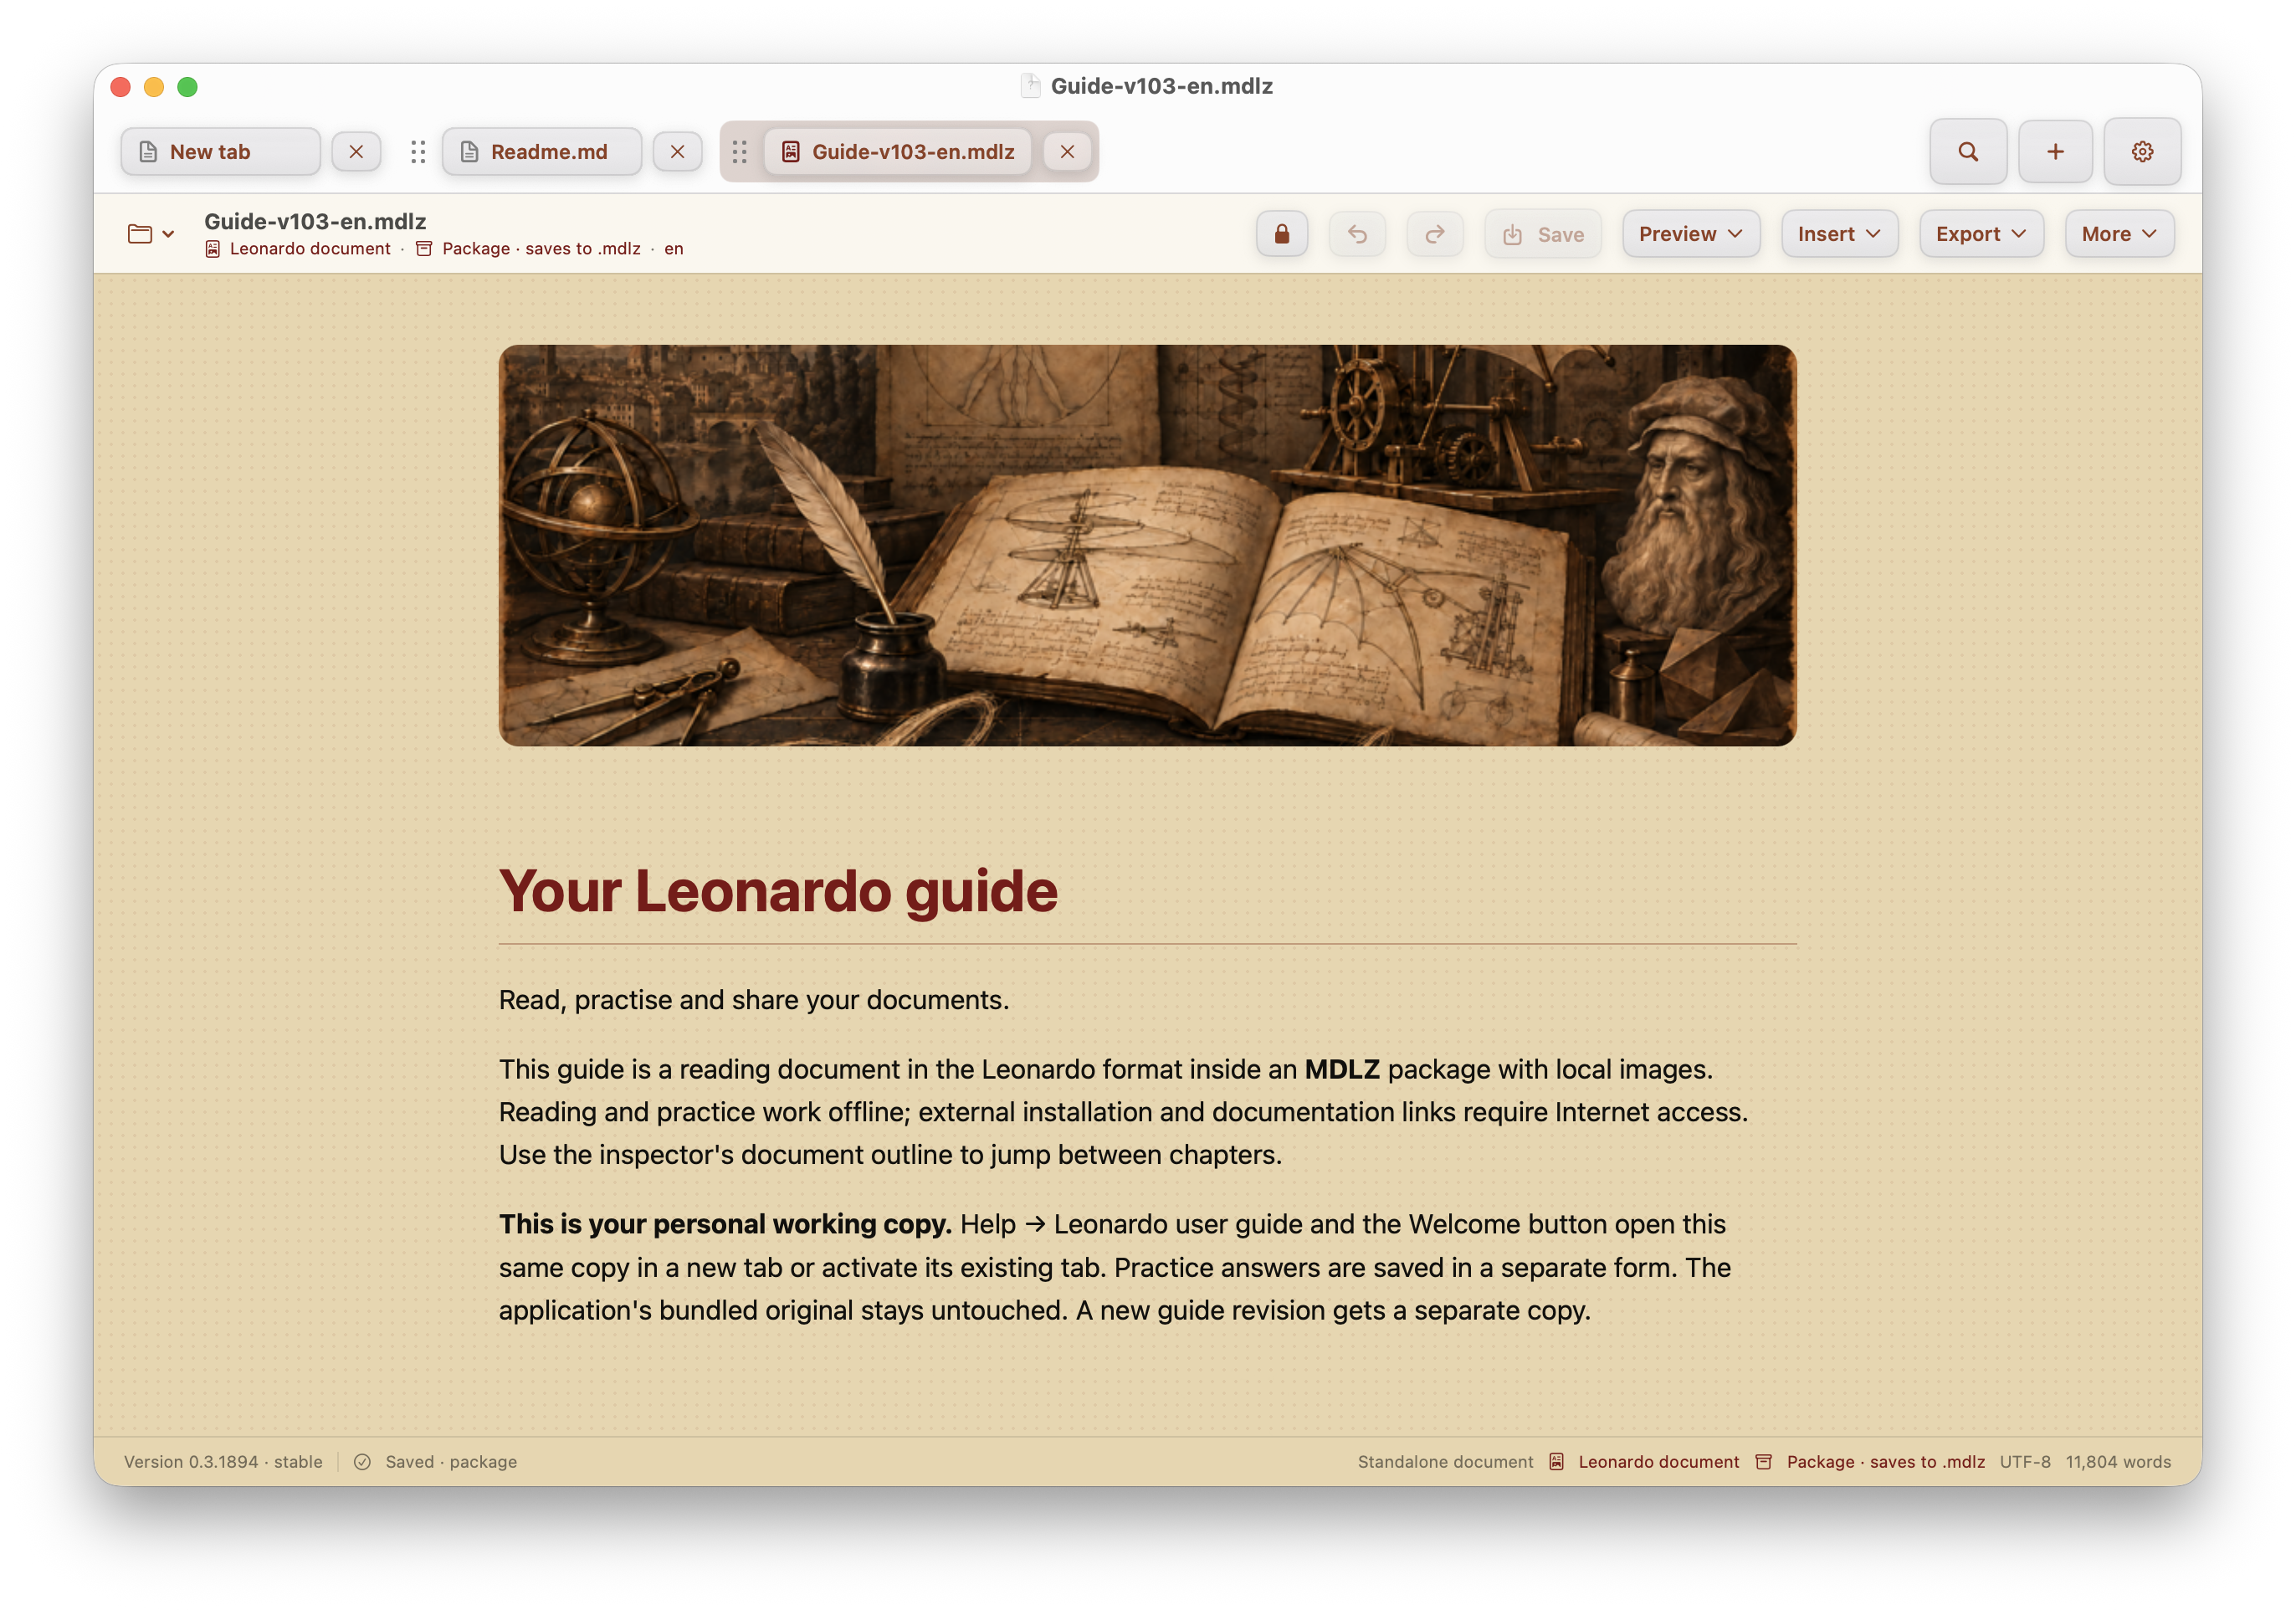 Guide-v103-en.mdlz
New tab
Readme.md
Guide-v103-en.mdlz
Guide-v103-en.mdlz
Leonardo document · Package · saves to .mdlz · en
Save
Preview
Insert
Export
More
Your Leonardo guide
Read, practise and share your documents.
This guide is a reading document in the Leonardo format inside an MDLZ package with local images.
Reading and practice work offline; external installation and documentation links require Internet access.
Use the inspector's document outline to jump between chapters.
This is your personal working copy. Help → Leonardo user guide and the Welcome button open this
same copy in a new tab or activate its existing tab. Practice answers are saved in a separate form. The
application's bundled original stays untouched. A new guide revision gets a separate copy.
Version 0.3.1894 · stable
Saved · package
Standalone document
Leonardo document
Package · saves to .mdlz
UTF-8
11,804 words